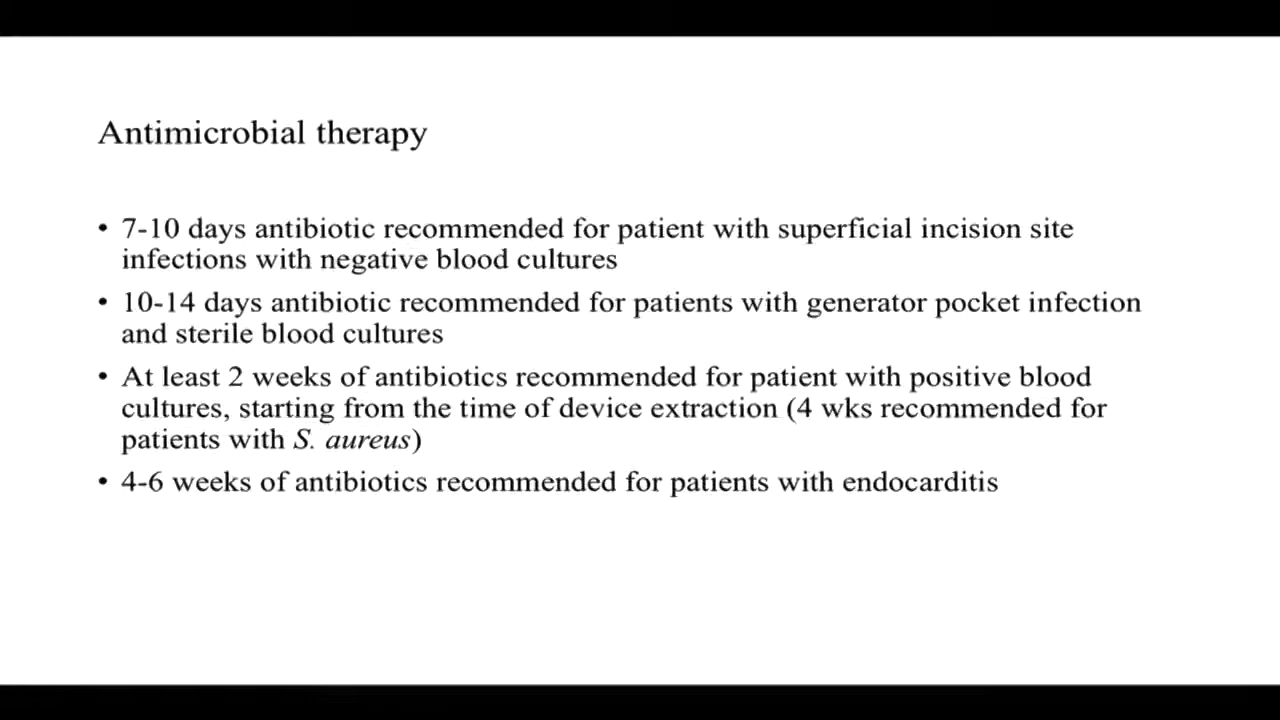 Antimicrobial therapy
• 7-10 days antibiotic recommended for patient with superficial incision site
infections with negative blood cultures
• 10-14 days antibiotic recommended for patients with generator pocket infection
and sterile blood cultures
• At least 2 weeks of antibiotics recommended for patient with positive blood
cultures, starting from the time of device extraction (4 wks recommended for
patients with S. aureus)
• 4-6 weeks of antibiotics recommended for patients with endocarditis